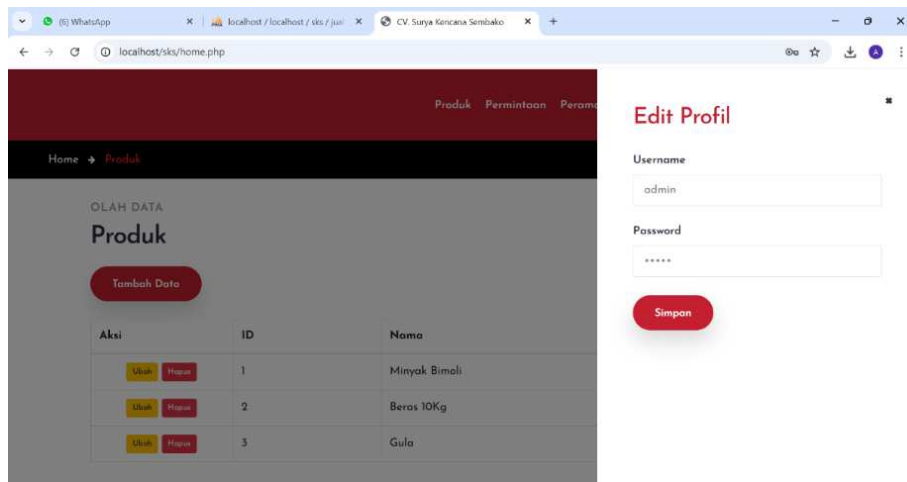 (6) WhatsApp
localhost / localhost / sks / jual
CV. Surya Kencana Sembako
localhost/sks/home.php
A
Produk Permintaan Perama
Edit Profil
Home → Produk
Username
admin
OLAH DATA
Produk
Password
•••••
Tambah Data
Simpan
Aksi ID Nama
Ubah Hapus 1 Minyak Bimoli
Ubah Hapus 2 Beras 10Kg
Ubah Hapus 3 Gula